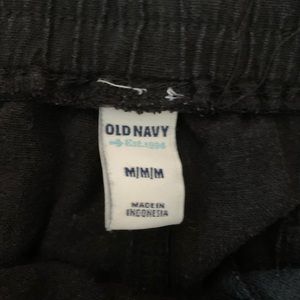 OLD NAVY
Est. 1994
M/M/M
MADE IN
INDONESIA